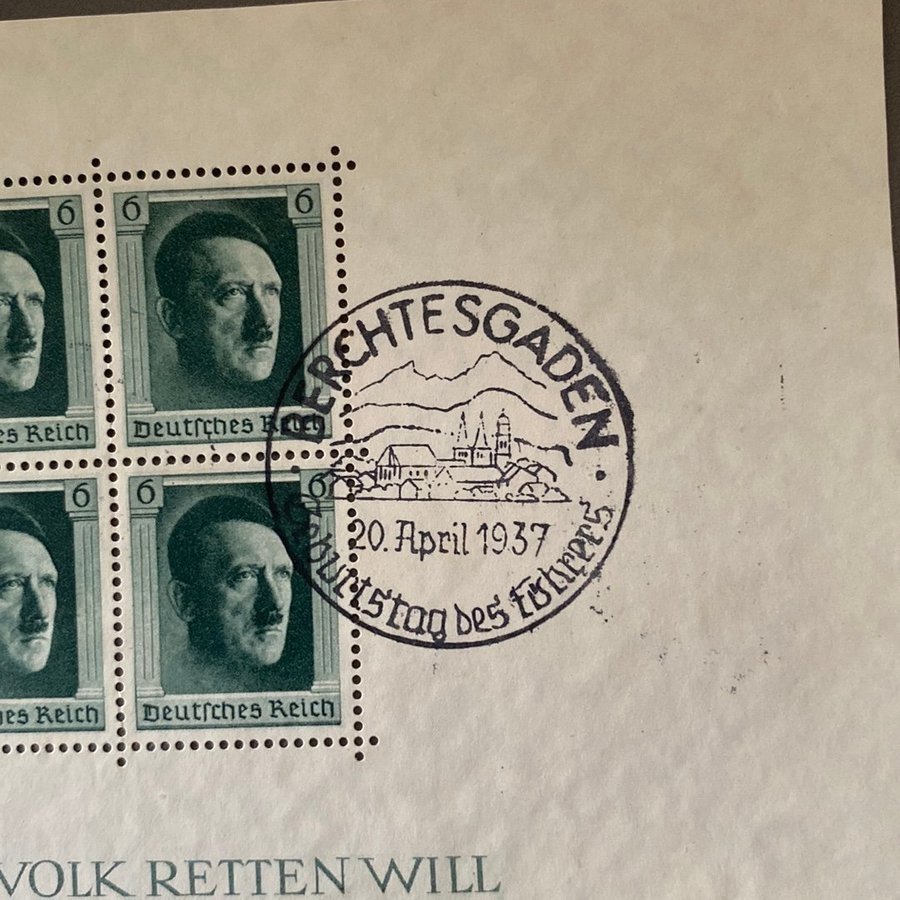 6 6 6
es Reich Deutsches Reich
6 6 6
es Reich Deutsches Reich
BERCHTESGADEN
20. April 1937
Geburtstag des Führers
VOLK RETTEN WILL